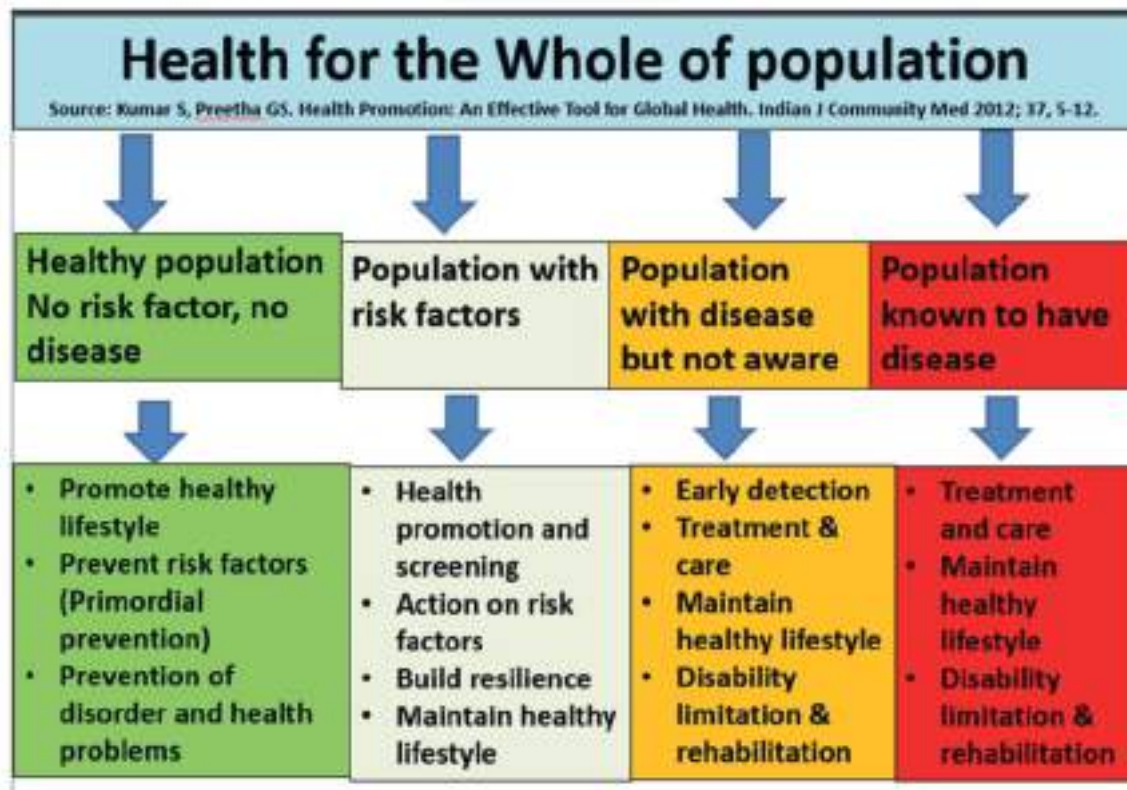 Health for the Whole of population
Source: Kumar S, Preetha GS. Health Promotion: An Effective Tool for Global Health. Indian J Community Med 2012; 37, 5-12.
Healthy population
No risk factor, no
disease
Population with
risk factors
Population
with disease
but not aware
Population
known to have
disease
• Promote healthy
lifestyle
• Prevent risk factors
(Primordial
prevention)
• Prevention of
disorder and health
problems
• Health
promotion and
screening
• Action on risk
factors
• Build resilience
• Maintain healthy
lifestyle
• Early detection
• Treatment &
care
• Maintain
healthy lifestyle
• Disability
limitation &
rehabilitation
• Treatment
and care
• Maintain
healthy
lifestyle
• Disability
limitation &
rehabilitation